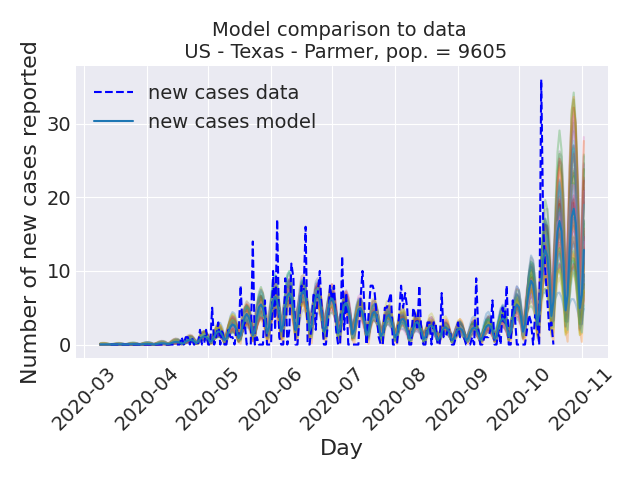 Model comparison to data
US - Texas - Parmer, pop. = 9605
Number of new cases reported
new cases data
new cases model
30
20
10
0
2020-03
2020-04
2020-05
2020-06
2020-07
2020-08
2020-09
2020-10
2020-11
Day